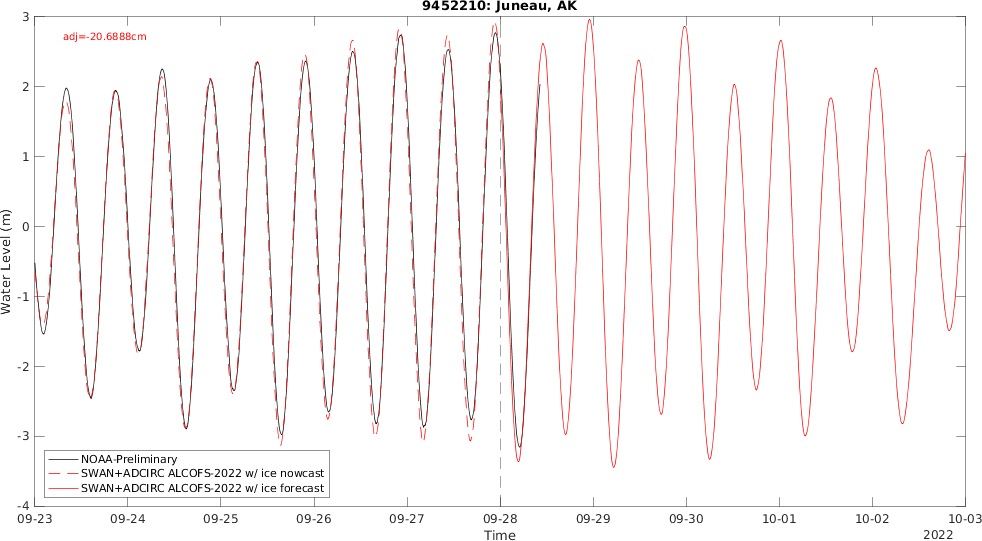 9452210: Juneau, AK
adj=-20.6888cm
Water Level (m)
3
2
1
0
-1
-2
-3
-4
NOAA-Preliminary
SWAN+ADCIRC ALCOFS-2022 w/ ice nowcast
SWAN+ADCIRC ALCOFS-2022 w/ ice forecast
09-23 09-24 09-25 09-26 09-27 09-28 09-29 09-30 10-01 10-02 10-03
Time
2022